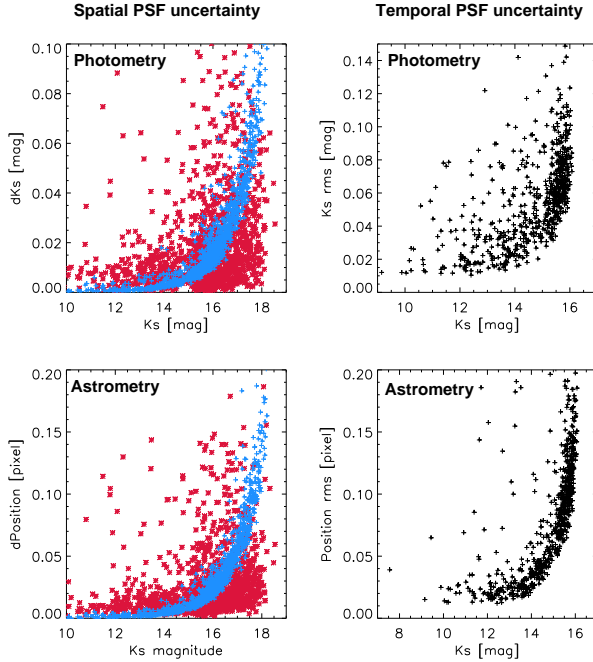 Spatial PSF uncertainty
Temporal PSF uncertainty
Photometry
dKs [mag]
0.10
0.08
0.06
0.04
0.02
0.00
10 12 14 16 18
Ks [mag]
Photometry
Ks rms [mag]
0.14
0.12
0.10
0.08
0.06
0.04
0.02
0.00
10 12 14 16
Ks [mag]
Astrometry
dPosition [pixel]
0.20
0.15
0.10
0.05
0.00
10 12 14 16 18
Ks magnitude
Astrometry
Position rms [pixel]
0.20
0.15
0.10
0.05
0.00
8 10 12 14 16
Ks [mag]